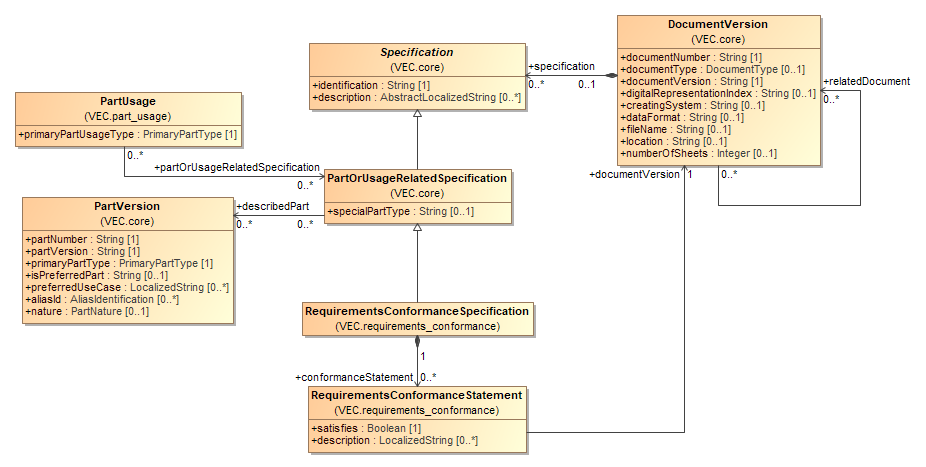 DocumentVersion
(VEC.core)
+documentNumber : String [1]
+documentType : DocumentType [0..1]
+documentVersion : String [1]
+digitalRepresentationIndex : String [0..1]
+creatingSystem : String [0..1]
+dataFormat : String [0..1]
+fileName : String [0..1]
+location : String [0..1]
+numberOfSheets : Integer [0..1]
Specification
(VEC.core)
+identification : String [1]
+description : AbstractLocalizedString [0..*]
+specification
0..*
0..1
+relatedDocument
0..*
0..*
PartUsage
(VEC.part_usage)
+primaryPartUsageType : PrimaryPartType [1]
0..*
+partOrUsageRelatedSpecification
0..*
+documentVersion
1
PartOrUsageRelatedSpecification
(VEC.core)
+specialPartType : String [0..1]
+describedPart
0..*
0..*
PartVersion
(VEC.core)
+partNumber : String [1]
+partVersion : String [1]
+primaryPartType : PrimaryPartType [1]
+isPreferredPart : String [0..1]
+preferredUseCase : LocalizedString [0..*]
+aliasId : AliasIdentification [0..*]
+nature : PartNature [0..1]
RequirementsConformanceSpecification
(VEC.requirements_conformance)
1
+conformanceStatement
0..*
RequirementsConformanceStatement
(VEC.requirements_conformance)
+satisfies : Boolean [1]
+description : LocalizedString [0..*]